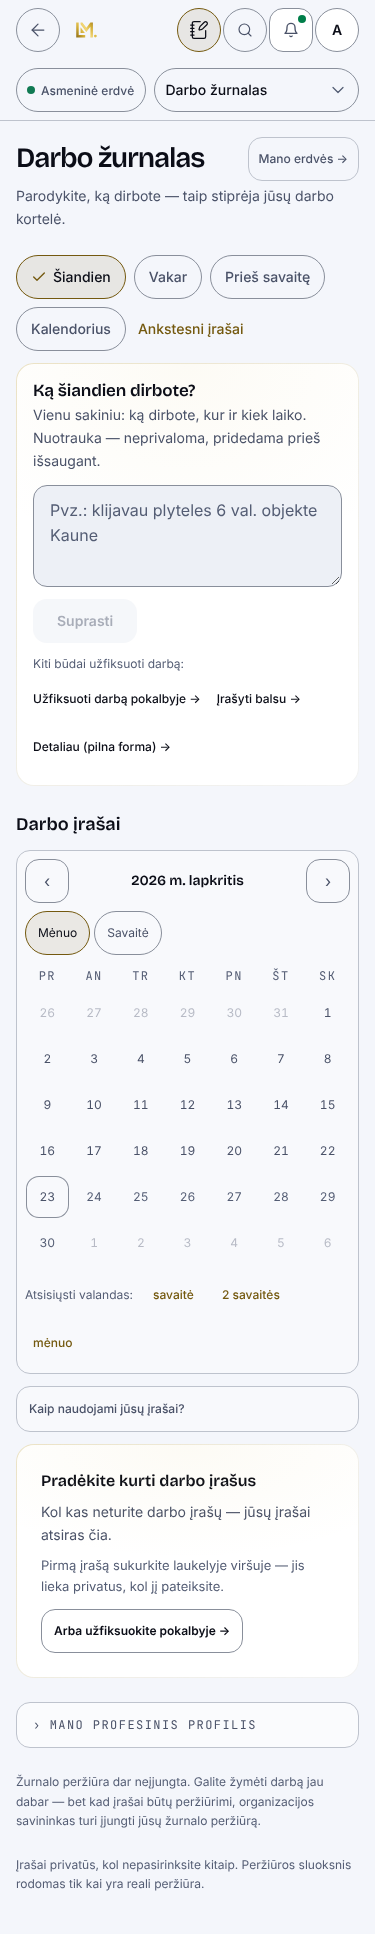 LM.
A
Asmeninė erdvė
Darbo žurnalas
Darbo žurnalas
Mano erdvės →
Parodykite, ką dirbote — taip stiprėja jūsų darbo
kortelė.
Šiandien
Vakar
Prieš savaitę
Kalendorius
Ankstesni įrašai
Ką šiandien dirbote?
Vienu sakiniu: ką dirbote, kur ir kiek laiko.
Nuotrauka — neprivaloma, pridedama prieš
išsaugant.
Pvz.: klijavau plyteles 6 val. objekte
Kaune
Suprasti
Kiti būdai užfiksuoti darbą:
Užfiksuoti darbą pokalbyje →
Įrašyti balsu →
Detaliau (pilna forma) →
Darbo įrašai
‹ 2026 m. lapkritis ›
Mėnuo
Savaitė
PR AN TR KT PN ŠT SK
26 27 28 29 30 31 1
2 3 4 5 6 7 8
9 10 11 12 13 14 15
16 17 18 19 20 21 22
23 24 25 26 27 28 29
30 1 2 3 4 5 6
Atsisiųsti valandas: savaitė 2 savaitės
mėnuo
Kaip naudojami jūsų įrašai?
Pradėkite kurti darbo įrašus
Kol kas neturite darbo įrašų — jūsų įrašai
atsiras čia.
Pirmą įrašą sukurkite laukelyje viršuje — jis
lieka privatus, kol jį pateiksite.
Arba užfiksuokite pokalbyje →
› MANO PROFESINIS PROFILIS
Žurnalo peržiūra dar neįjungta. Galite žymėti darbą jau
dabar — bet kad įrašai būtų peržiūrimi, organizacijos
savininkas turi įjungti jūsų žurnalo peržiūrą.
Įrašai privatūs, kol nepasirinksite kitaip. Peržiūros sluoksnis
rodomas tik kai yra reali peržiūra.